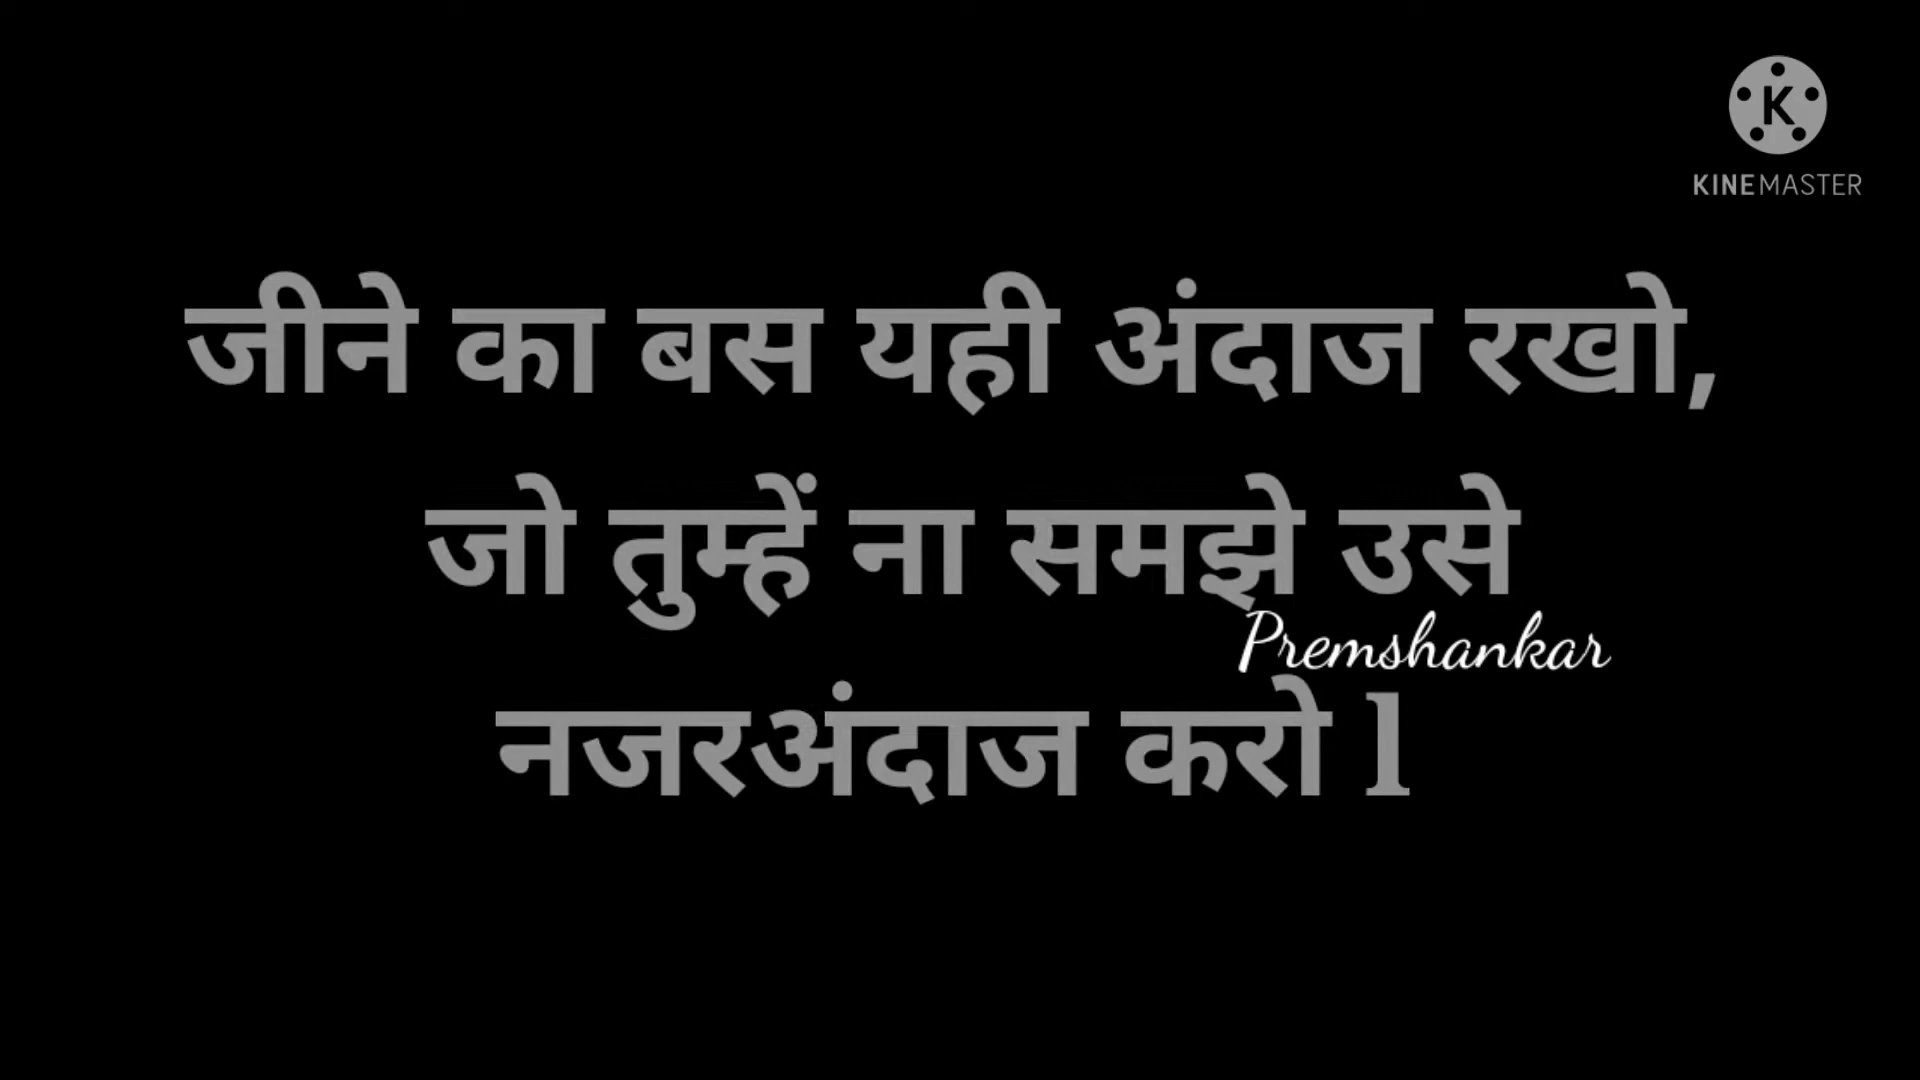 KINEMASTER
जीने का बस यही अंदाज रखो,
जो तुम्हें ना समझे उसे
Premshankar
नजरअंदाज करो l